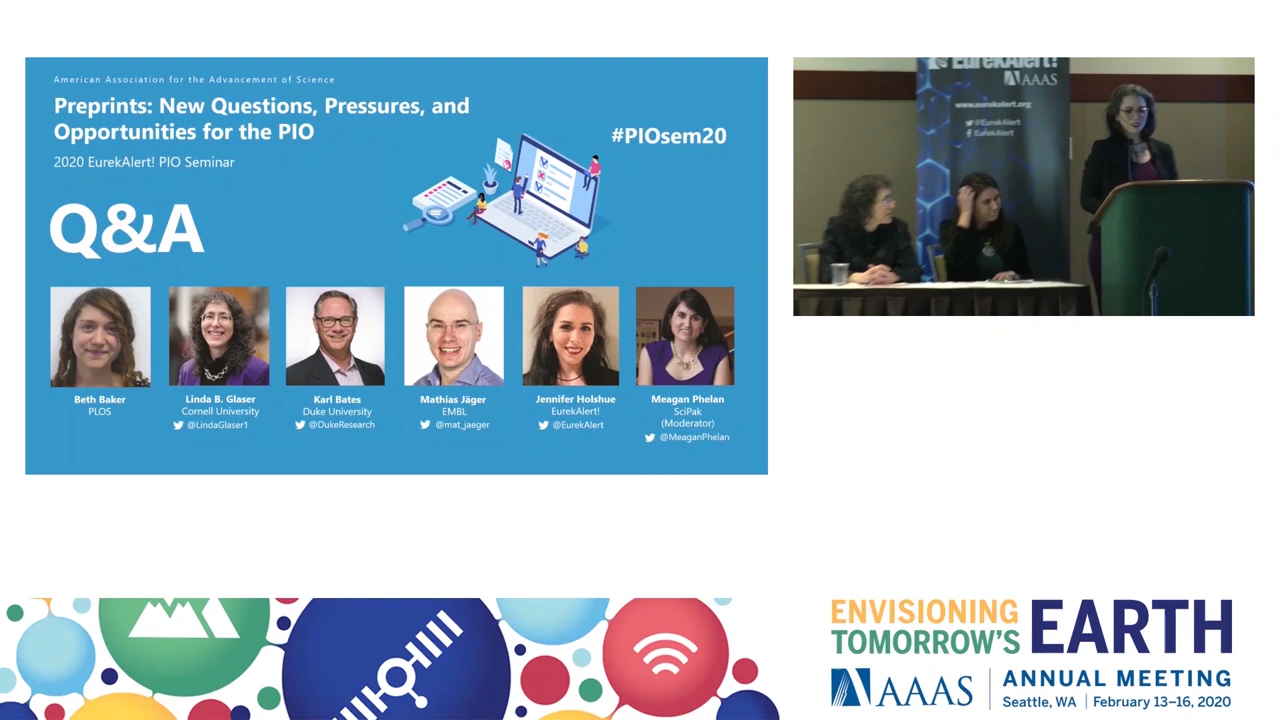 American Association for the Advancement of Science
Preprints: New Questions, Pressures, and
Opportunities for the PIO
2020 EurekAlert! PIO Seminar
#PIOsem20
Q&A
Beth Baker
PLOS
Linda B. Glaser
Cornell University
@LindaGlaser1
Karl Bates
Duke University
@DukeResearch
Mathias Jäger
EMBL
@mat_jaeger
Jennifer Holshue
EurekAlert!
@EurekAlert
Meagan Phelan
SciPak
(Moderator)
@MeaganPhelan
EurekAlert!
AAAS
www.eurekalert.org
@EurekAlert
EurekAlert
ENVISIONING
TOMORROW'S
EARTH
AAAS
ANNUAL MEETING
Seattle, WA | February 13–16, 2020